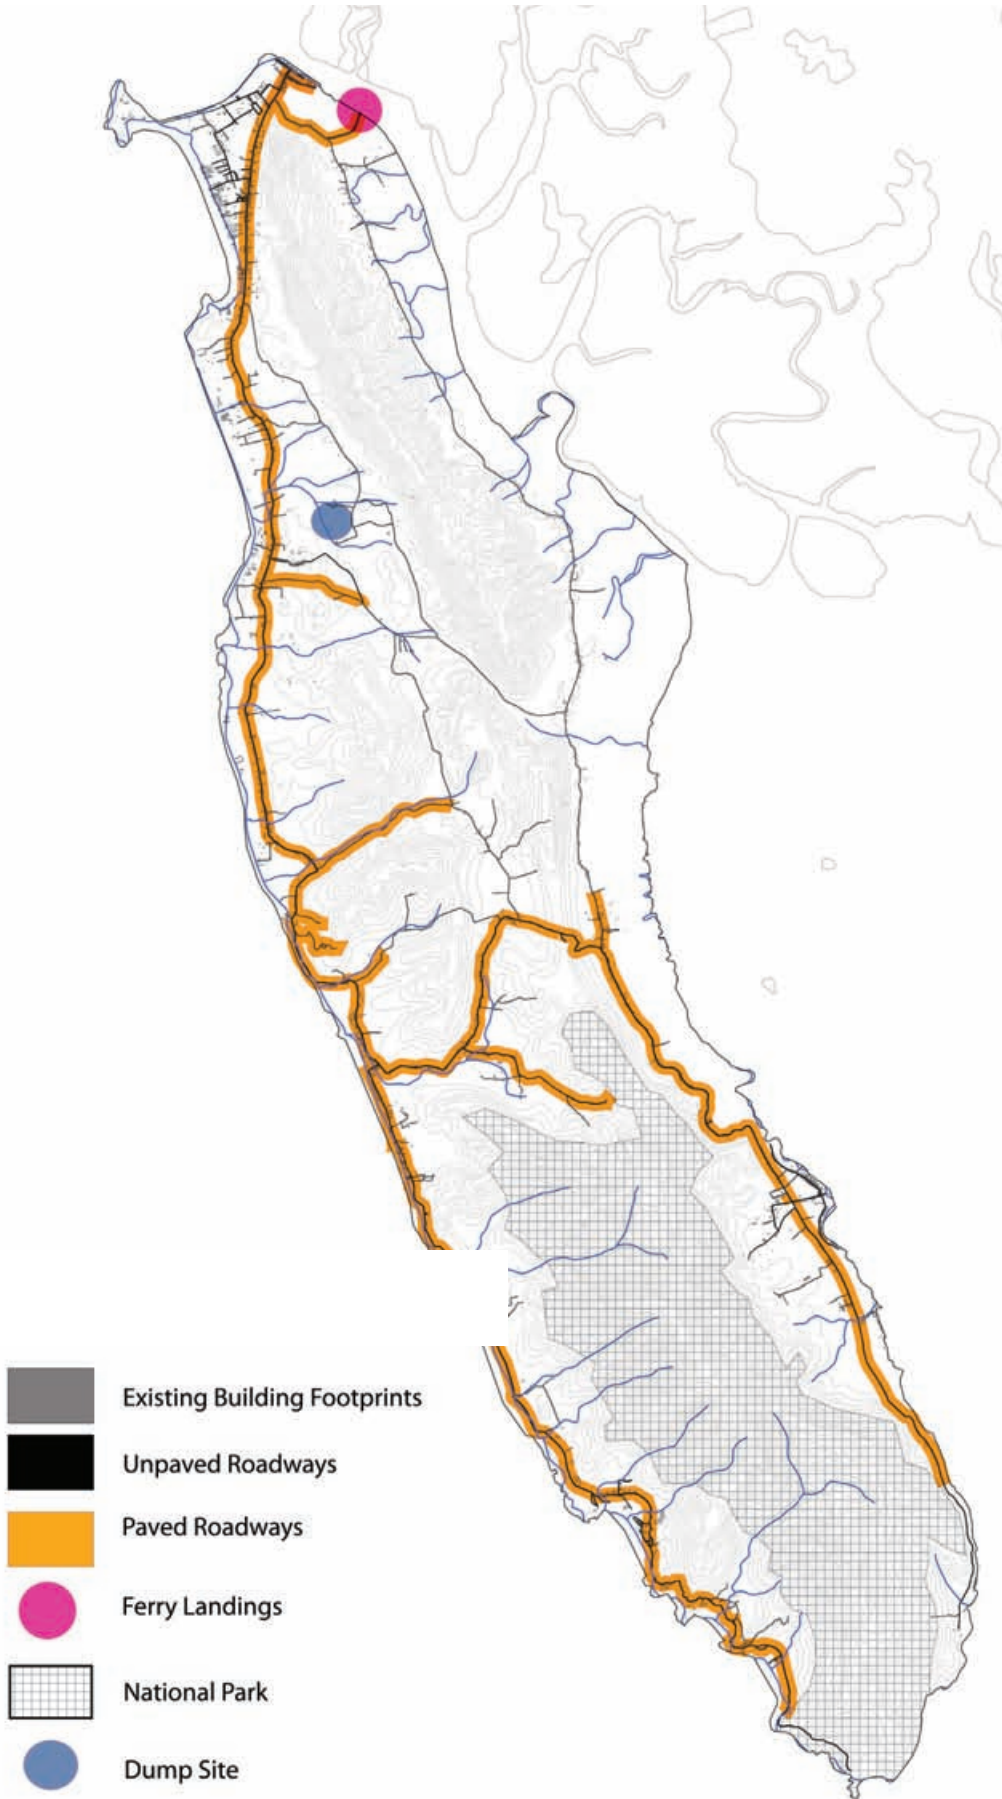 Existing Building Footprints
Unpaved Roadways
Paved Roadways
Ferry Landings
National Park
Dump Site